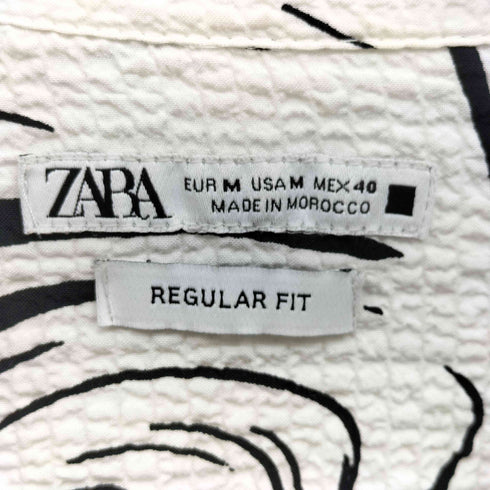 ZARA
EUR M USA M MEX 40
MADE IN MOROCCO
REGULAR FIT